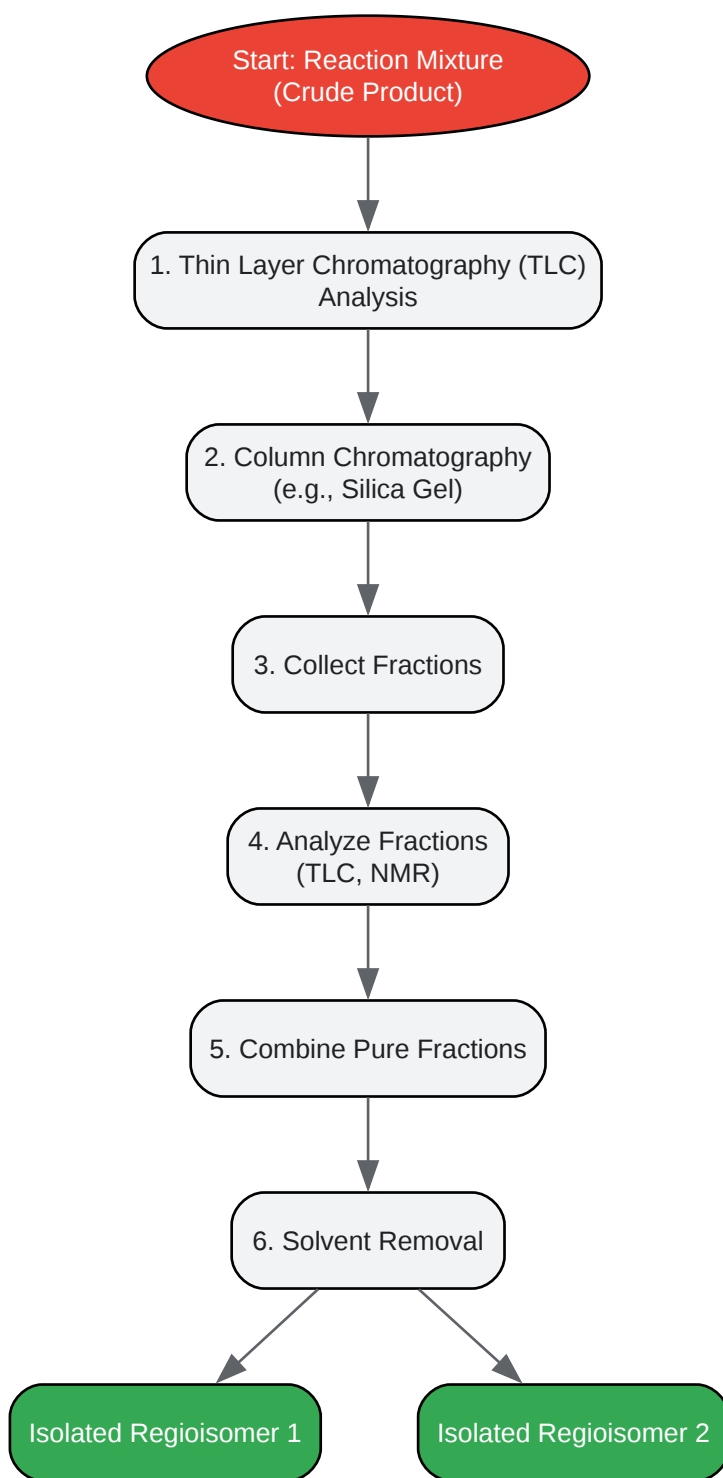 Start: Reaction Mixture
(Crude Product)
1. Thin Layer Chromatography (TLC)
Analysis
2. Column Chromatography
(e.g., Silica Gel)
3. Collect Fractions
4. Analyze Fractions
(TLC, NMR)
5. Combine Pure Fractions
6. Solvent Removal
Isolated Regioisomer 1
Isolated Regioisomer 2